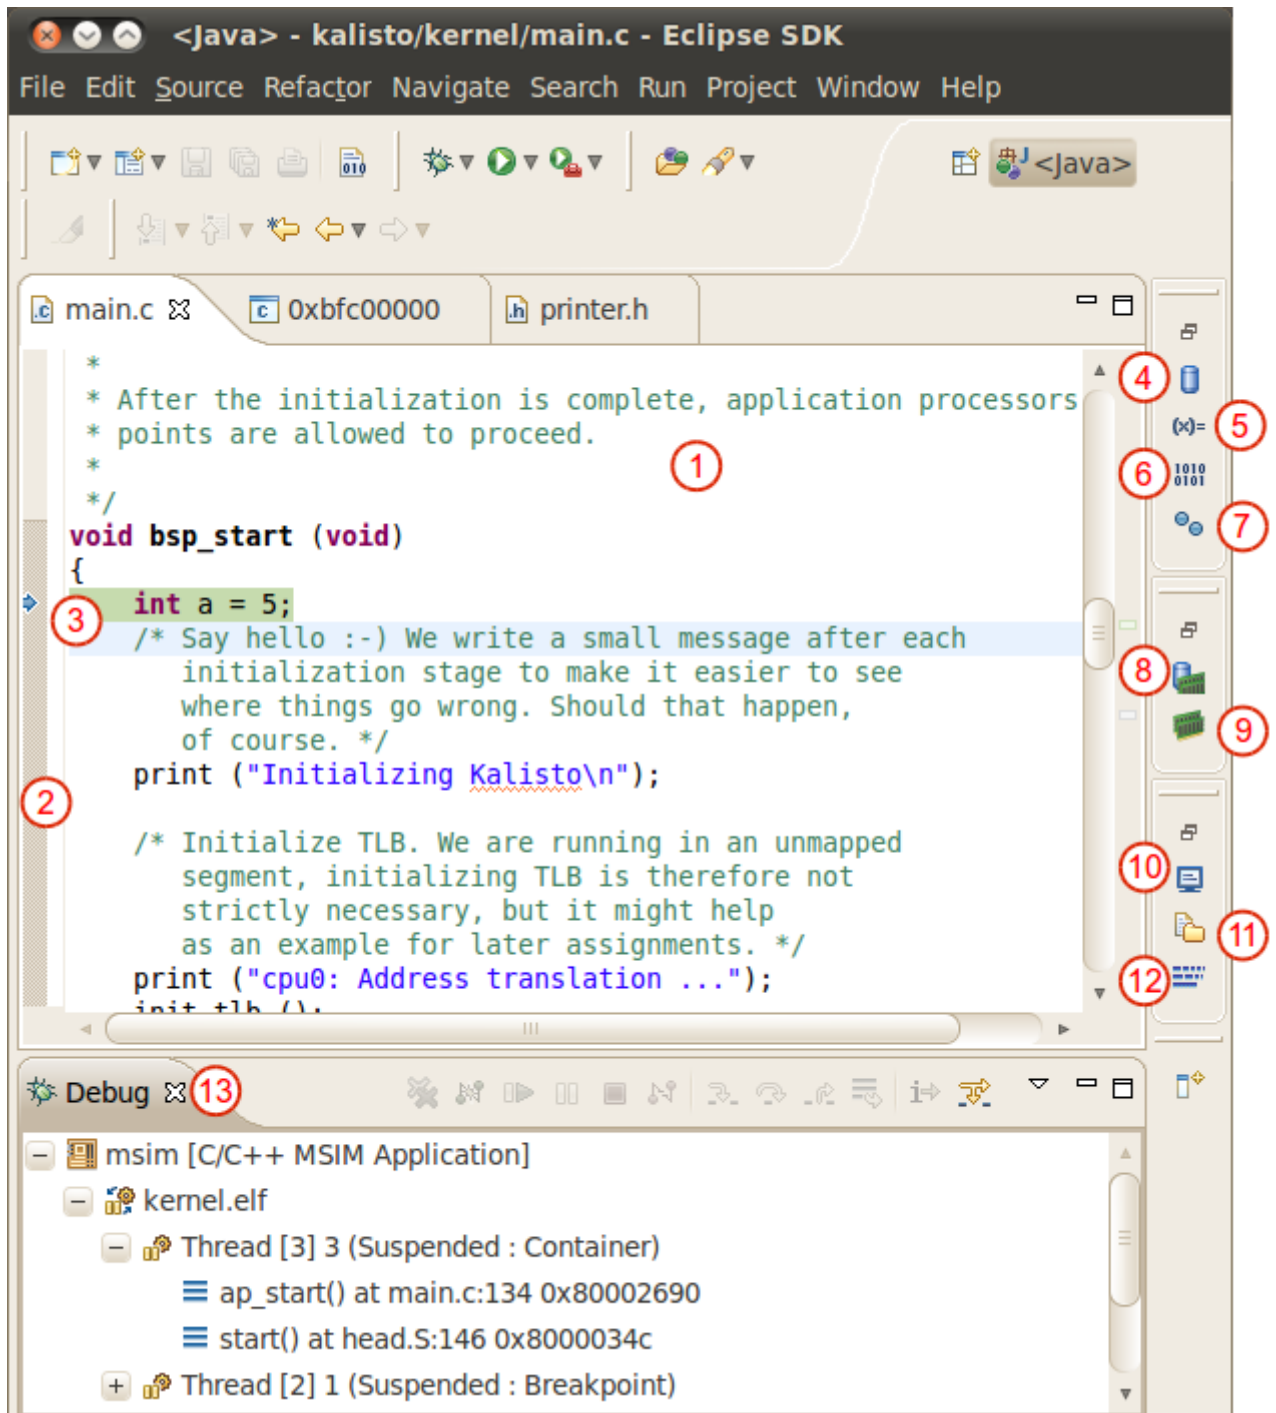 <Java> - kalisto/kernel/main.c - Eclipse SDK
File Edit Source Refactor Navigate Search Run Project Window Help
010
J <Java>
.c main.c
c 0xbfc00000
.h printer.h
*
* After the initialization is complete, application processors
* points are allowed to proceed.
*
*/
void bsp_start (void)
{
int a = 5;
/* Say hello :-) We write a small message after each
initialization stage to make it easier to see
where things go wrong. Should that happen,
of course. */
print ("Initializing Kalisto\n");
/* Initialize TLB. We are running in an unmapped
segment, initializing TLB is therefore not
strictly necessary, but it might help
as an example for later assignments. */
print ("cpu0: Address translation ...");
init_tlb ();
1
2
3
4
(x)= 5
6 1010
0101
7
8
9
10
11
12
Debug 13
i
msim [C/C++ MSIM Application]
kernel.elf
Thread [3] 3 (Suspended : Container)
ap_start() at main.c:134 0x80002690
start() at head.S:146 0x8000034c
Thread [2] 1 (Suspended : Breakpoint)